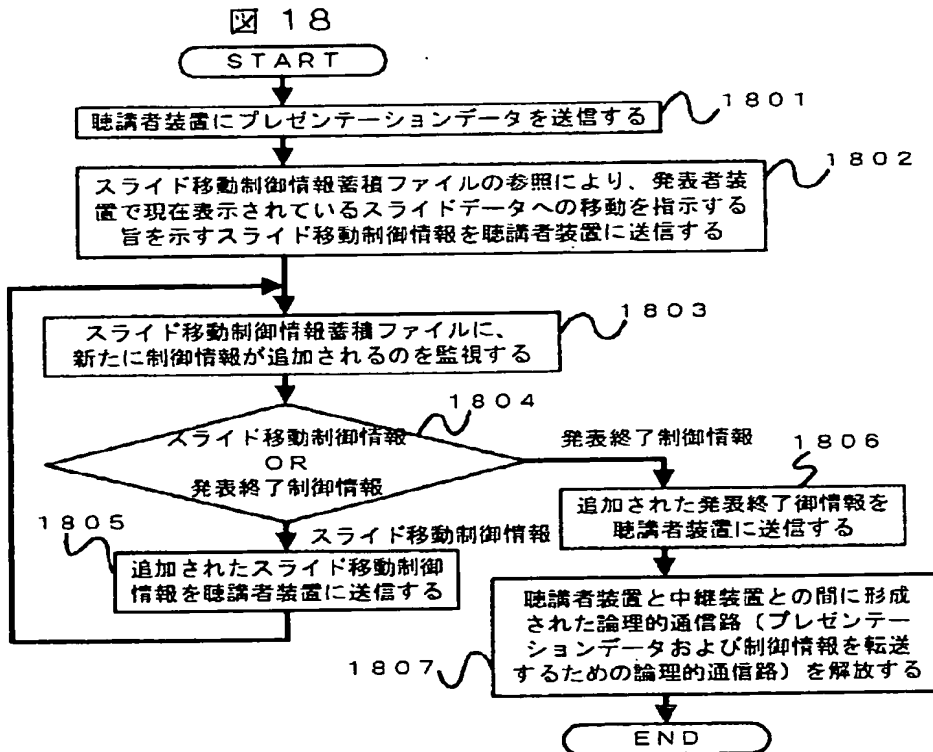 図 18
START
1801
聴講者装置にプレゼンテーションデータを送信する
1802
スライド移動制御情報蓄積ファイルの参照により、発表者装
置で現在表示されているスライドデータへの移動を指示する
旨を示すスライド移動制御情報を聴講者装置に送信する
1803
スライド移動制御情報蓄積ファイルに、
新たに制御情報が追加されるのを監視する
1804
スライド移動制御情報
OR
発表終了制御情報
発表終了制御情報
1806
追加された発表終了御情報を
聴講者装置に送信する
1805
スライド移動制御情報
追加されたスライド移動制御
情報を聴講者装置に送信する
聴講者装置と中継装置との間に形成
された論理的通信路（プレゼンテー
ションデータおよび制御情報を転送
するための論理的通信路）を解放する
1807
END